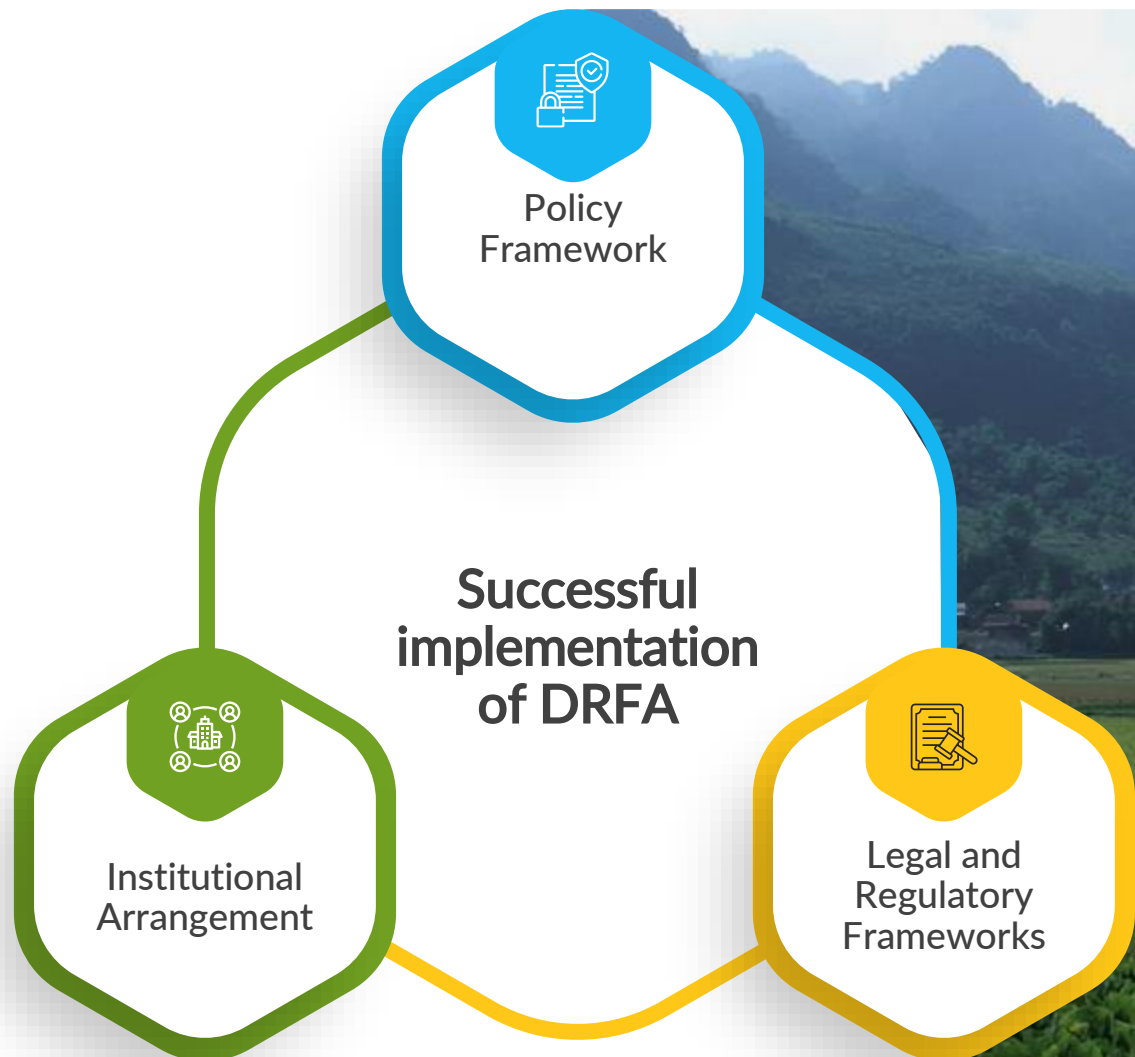 Policy
Framework
Successful
implementation
of DRFA
Institutional
Arrangement
Legal and
Regulatory
Frameworks